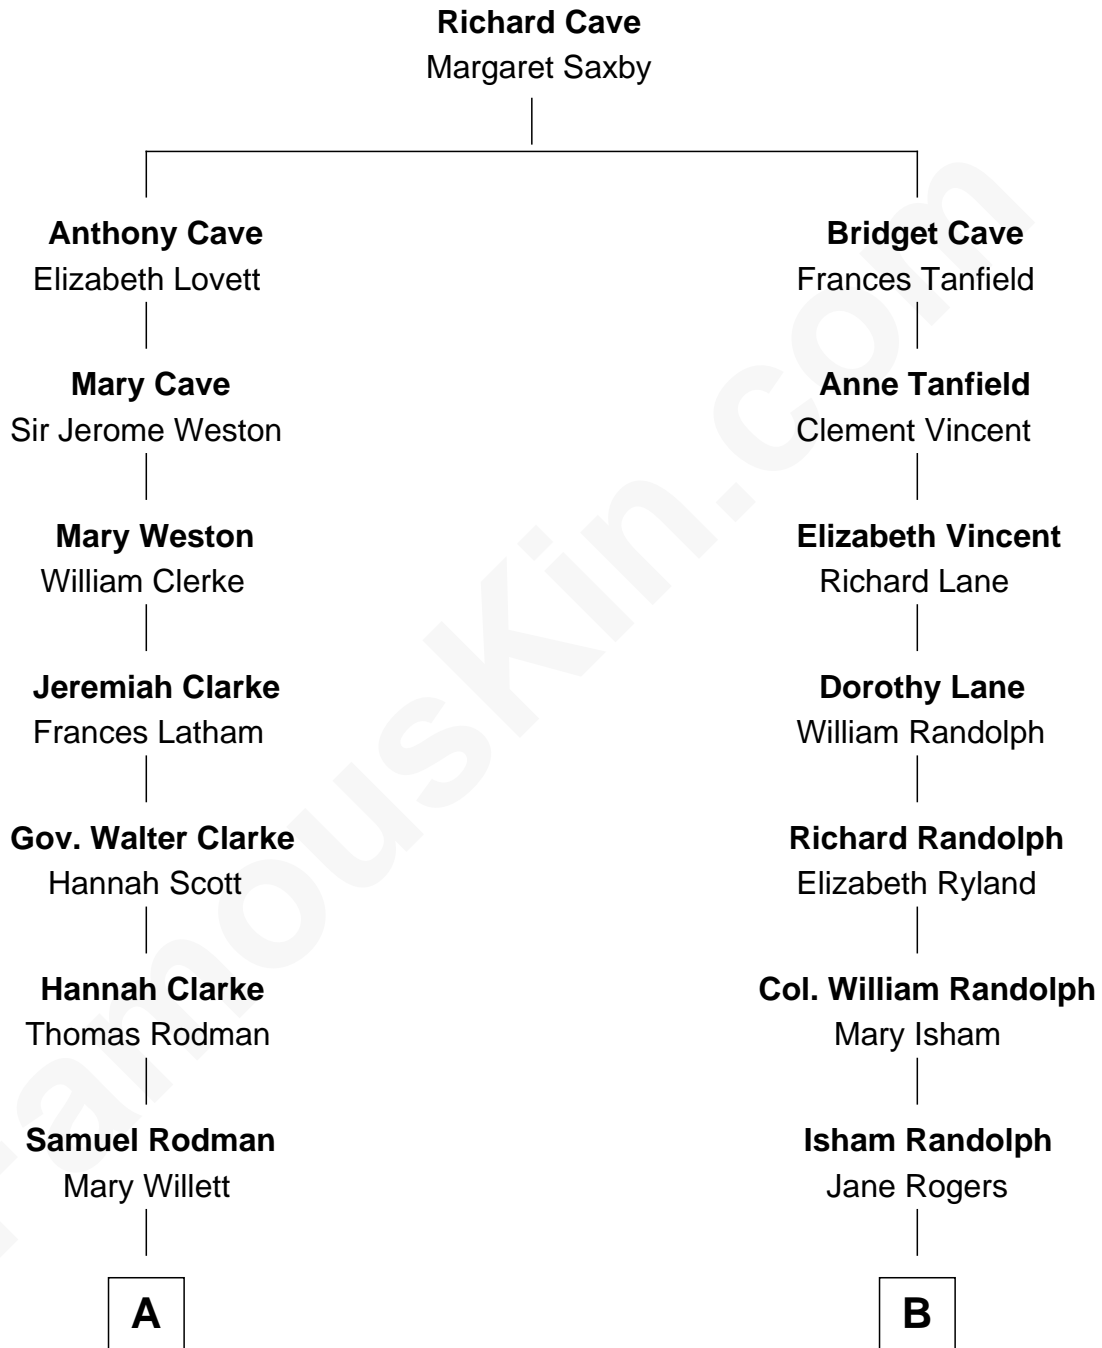 Richard Cave
Margaret Saxby
Anthony Cave
Elizabeth Lovett
Mary Cave
Sir Jerome Weston
Mary Weston
William Clerke
Jeremiah Clarke
Frances Latham
Gov. Walter Clarke
Hannah Scott
Hannah Clarke
Thomas Rodman
Samuel Rodman
Mary Willett
A
Bridget Cave
Frances Tanfield
Anne Tanfield
Clement Vincent
Elizabeth Vincent
Richard Lane
Dorothy Lane
William Randolph
Richard Randolph
Elizabeth Ryland
Col. William Randolph
Mary Isham
Isham Randolph
Jane Rogers
B
FamousKin.com